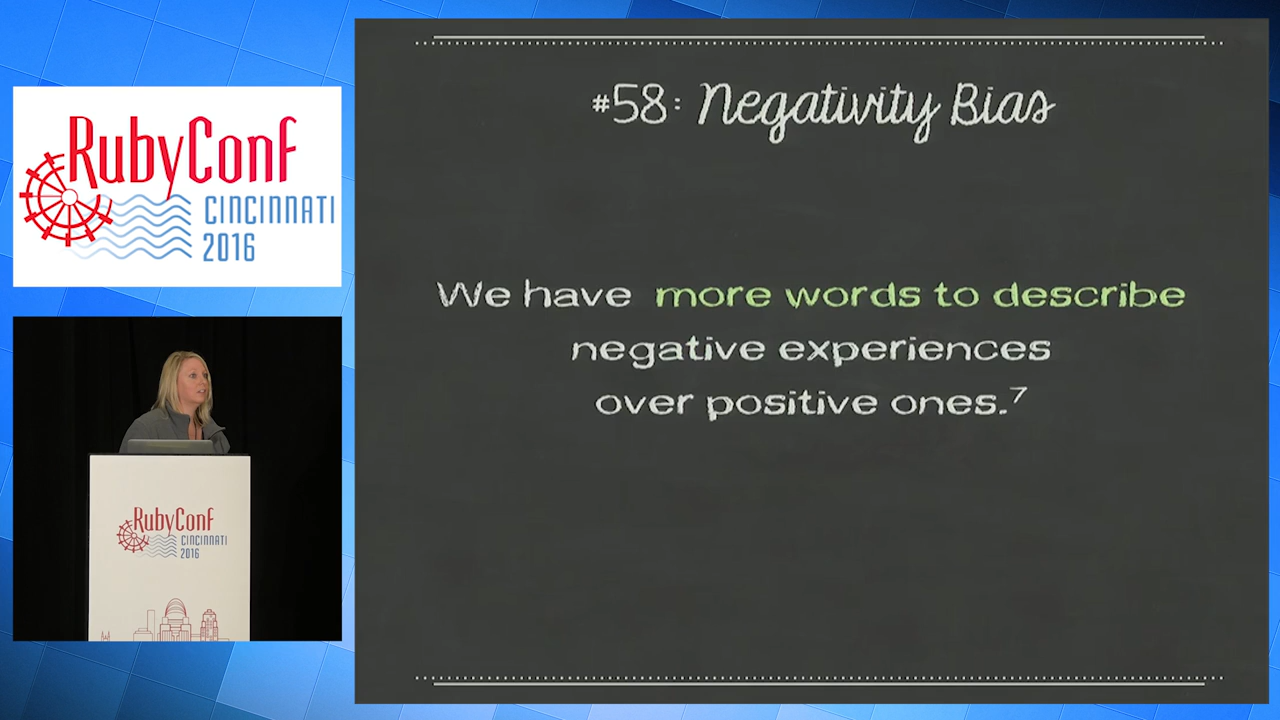 RubyConf
CINCINNATI
2016
RubyConf
CINCINNATI
2016
#58: Negativity Bias
We have more words to describe
negative experiences
over positive ones.7